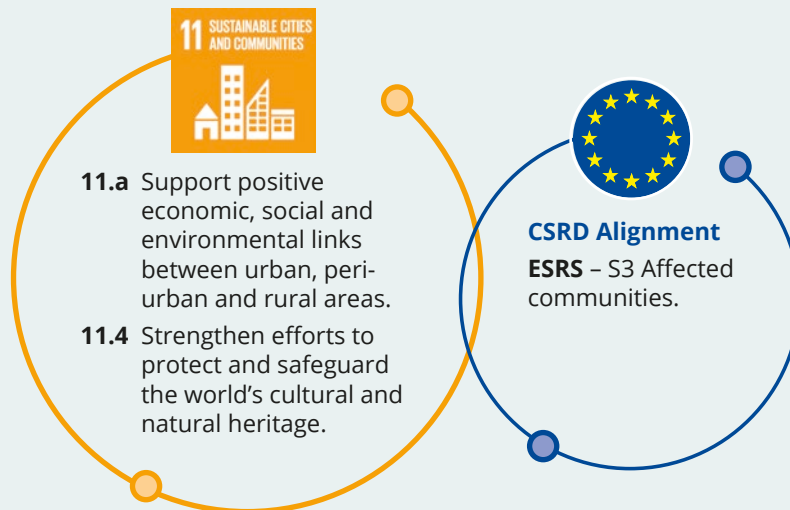 11 SUSTAINABLE CITIES
AND COMMUNITIES
11.a Support positive
economic, social and
environmental links
between urban, peri-
urban and rural areas.
11.4 Strengthen efforts to
protect and safeguard
the world’s cultural and
natural heritage.
CSRD Alignment
ESRS – S3 Affected
communities.